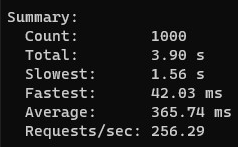 Summary:
  Count:        1000
  Total:        3.90 s
  Slowest:      1.56 s
  Fastest:      42.03 ms
  Average:      365.74 ms
  Requests/sec: 256.29